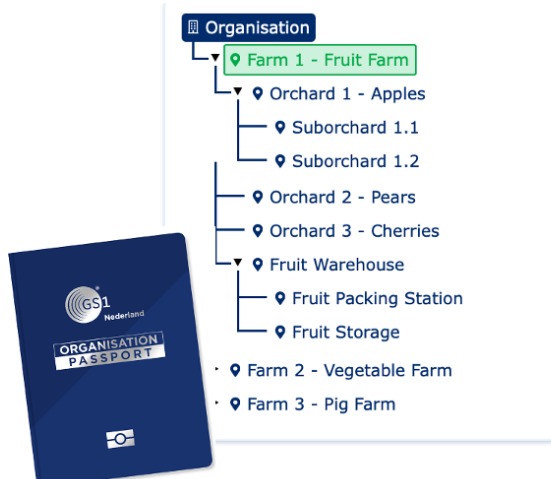 Organisation
Farm 1 - Fruit Farm
Orchard 1 - Apples
Suborchard 1.1
Suborchard 1.2
Orchard 2 - Pears
Orchard 3 - Cherries
Fruit Warehouse
Fruit Packing Station
Fruit Storage
Farm 2 - Vegetable Farm
Farm 3 - Pig Farm
GS1
Nederland
ORGANISATION
PASSPORT